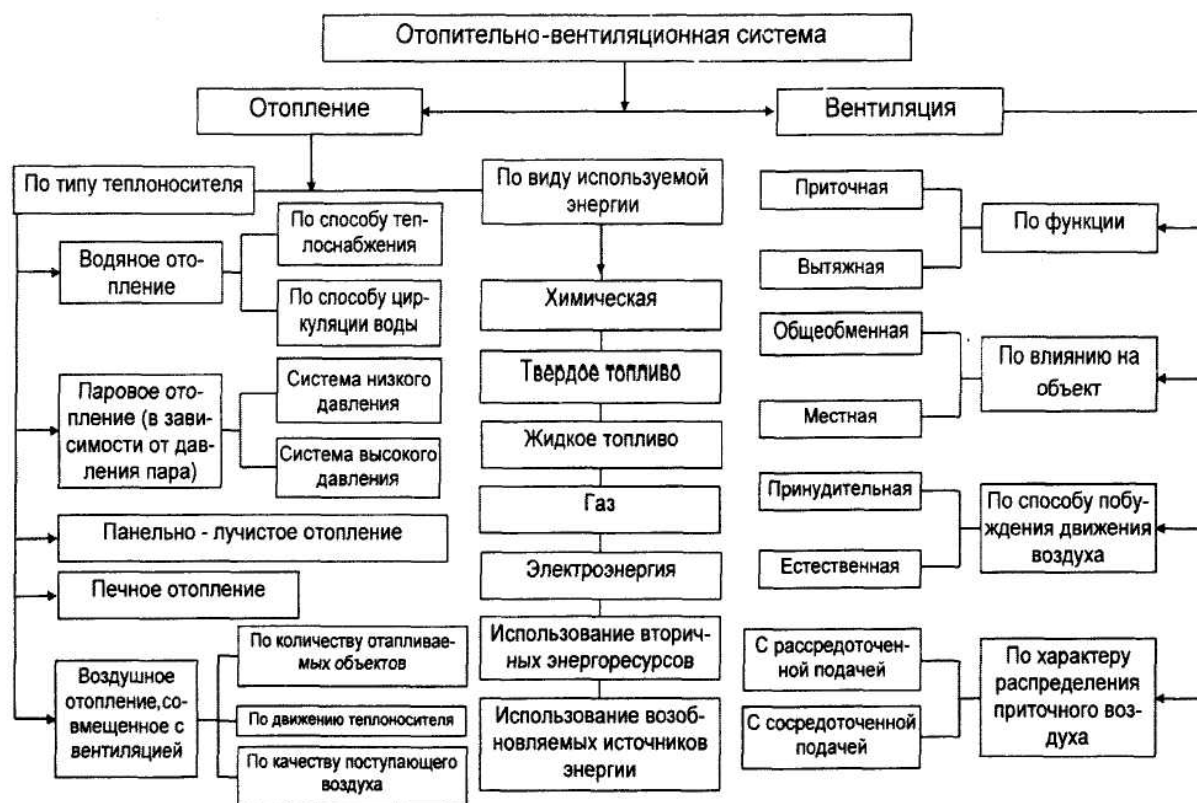 Отопительно-вентиляционная система
Отопление
Вентиляция
По типу теплоносителя
По виду используемой
энергии
Водяное ото-
пление
По способу теп-
лоснабжения
По способу цир-
куляции воды
Паровое ото-
пление (в зави-
симости от дав-
ления пара)
Система низкого
давления
Система высокого
давления
Панельно - лучистое отопление
Печное отопление
Воздушное
отопление,со-
вмещенное с
вентиляцией
По количеству отапливае-
мых объектов
По движению теплоносителя
По качеству поступающего
воздуха
Химическая
Твердое топливо
Жидкое топливо
Газ
Электроэнергия
Использование вторич-
ных энергоресурсов
Использование возоб-
новляемых источников
энергии
Приточная
Вытяжная
По функции
Общеобменная
Местная
По влиянию на
объект
Принудительная
Естественная
По способу побу-
ждения движения
воздуха
С рассредоточен-
ной подачей
С сосредоточенной
подачей
По характеру
распределения
приточного воз-
духа